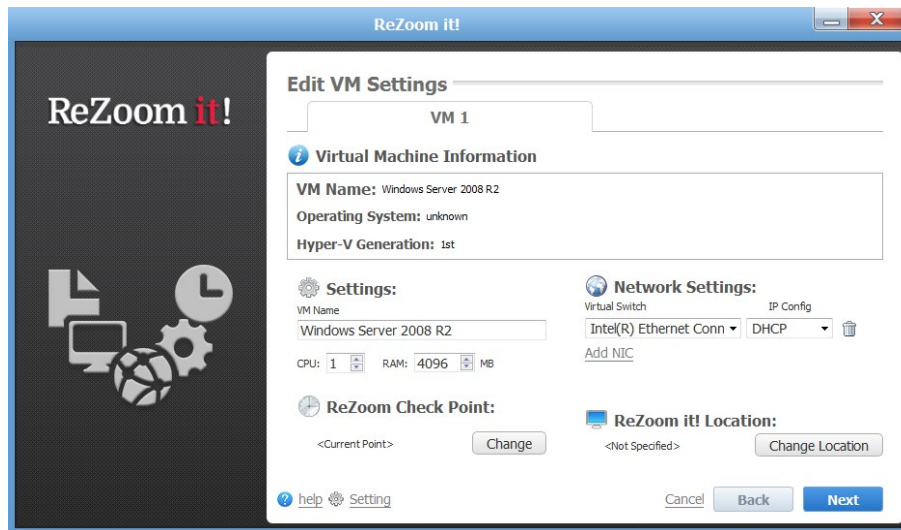 ReZoom it!
ReZoom it!
Edit VM Settings
VM 1
Virtual Machine Information
VM Name: Windows Server 2008 R2
Operating System: unknown
Hyper-V Generation: 1st
Settings:
VM Name
Windows Server 2008 R2
CPU: 1 RAM: 4096 MB
Network Settings:
Virtual Switch IP Config
Intel(R) Ethernet Conn DHCP
Add NIC
ReZoom Check Point:
<Current Point> Change
ReZoom it! Location:
<Not Specified> Change Location
help Setting Cancel Back Next